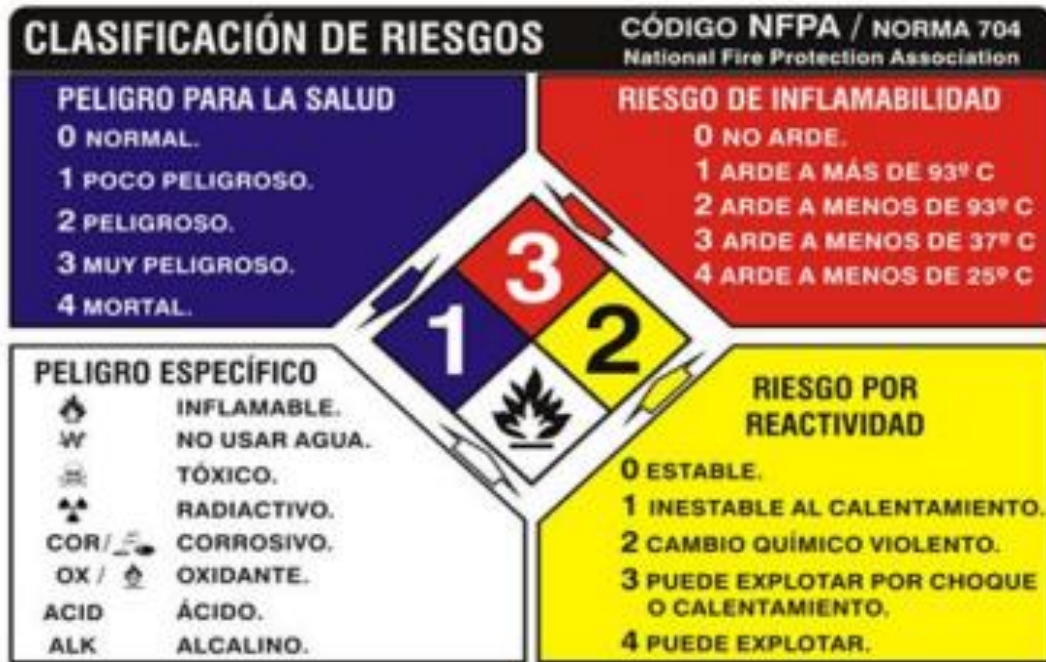 CLASIFICACIÓN DE RIESGOS
CÓDIGO NFPA / NORMA 704
National Fire Protection Association
PELIGRO PARA LA SALUD
0 NORMAL.
1 POCO PELIGROSO.
2 PELIGROSO.
3 MUY PELIGROSO.
4 MORTAL.
RIESGO DE INFLAMABILIDAD
0 NO ARDE.
1 ARDE A MÁS DE 93º C
2 ARDE A MENOS DE 93º C
3 ARDE A MENOS DE 37º C
4 ARDE A MENOS DE 25º C
3
1
2
PELIGRO ESPECÍFICO
INFLAMABLE.
W NO USAR AGUA.
TÓXICO.
RADIACTIVO.
COR/ CORROSIVO.
OX / OXIDANTE.
ACID ÁCIDO.
ALK ALCALINO.
RIESGO POR
REACTIVIDAD
0 ESTABLE.
1 INESTABLE AL CALENTAMIENTO.
2 CAMBIO QUÍMICO VIOLENTO.
3 PUEDE EXPLOTAR POR CHOQUE
O CALENTAMIENTO.
4 PUEDE EXPLOTAR.